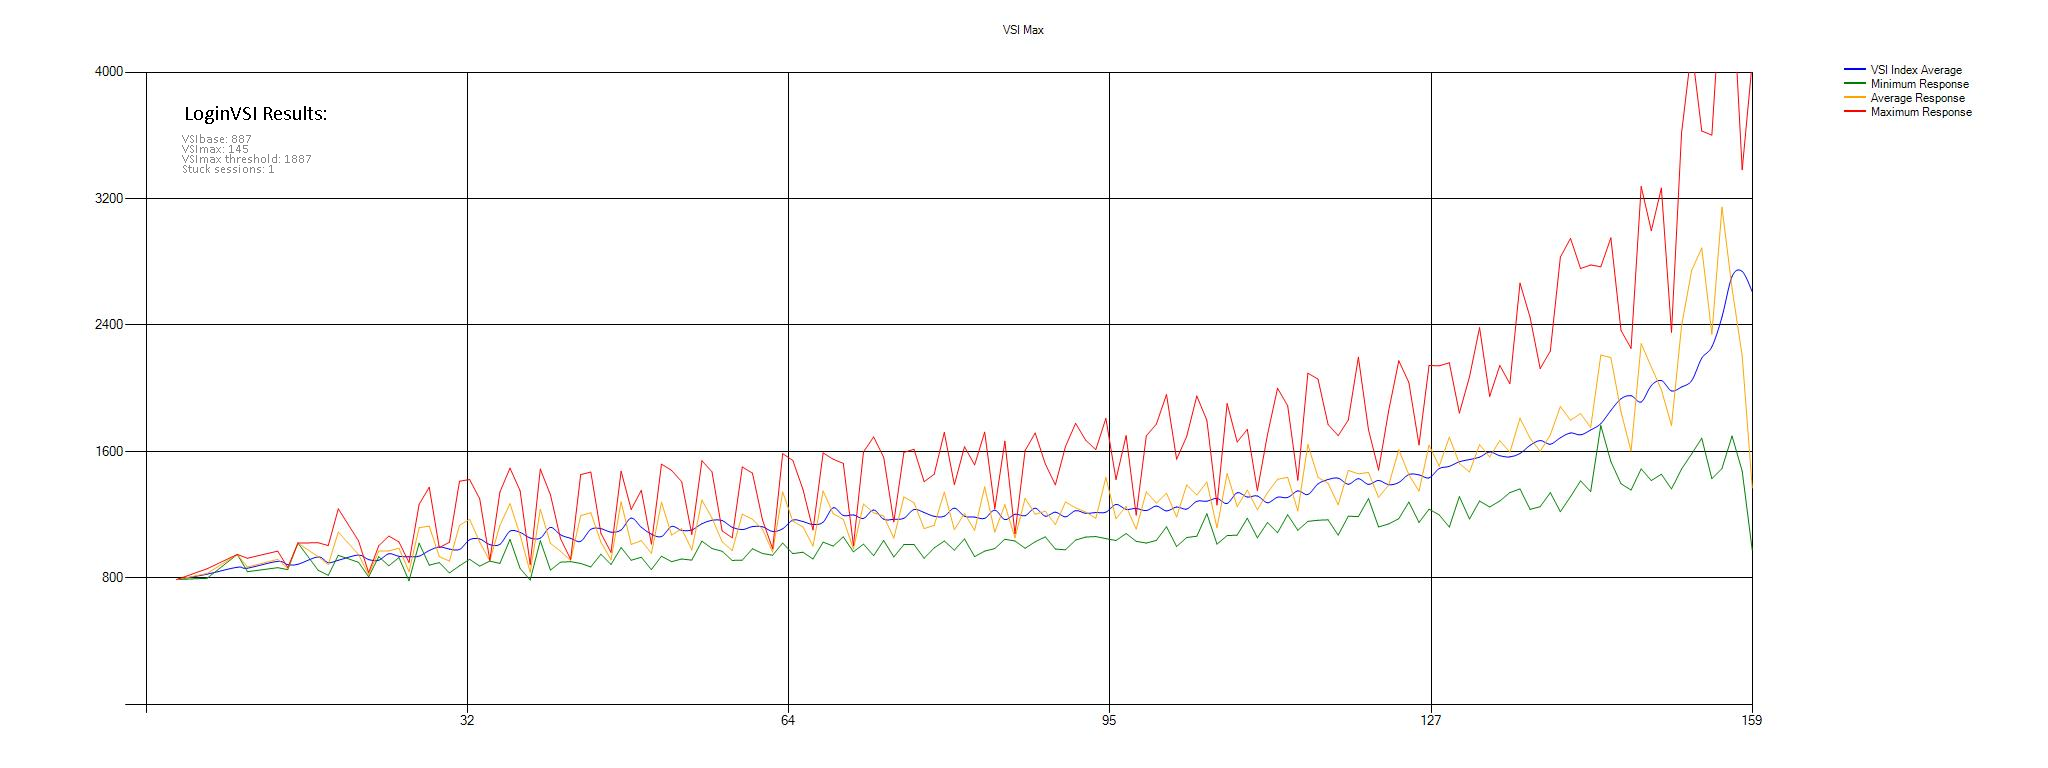 VSI Max
4000
3200
2400
1600
800
32
64
95
127
159
LoginVSI Results:
VSIbase: 887
VSImax: 145
VSImax threshold: 1887
Stuck sessions: 1
VSI Index Average
Minimum Response
Average Response
Maximum Response